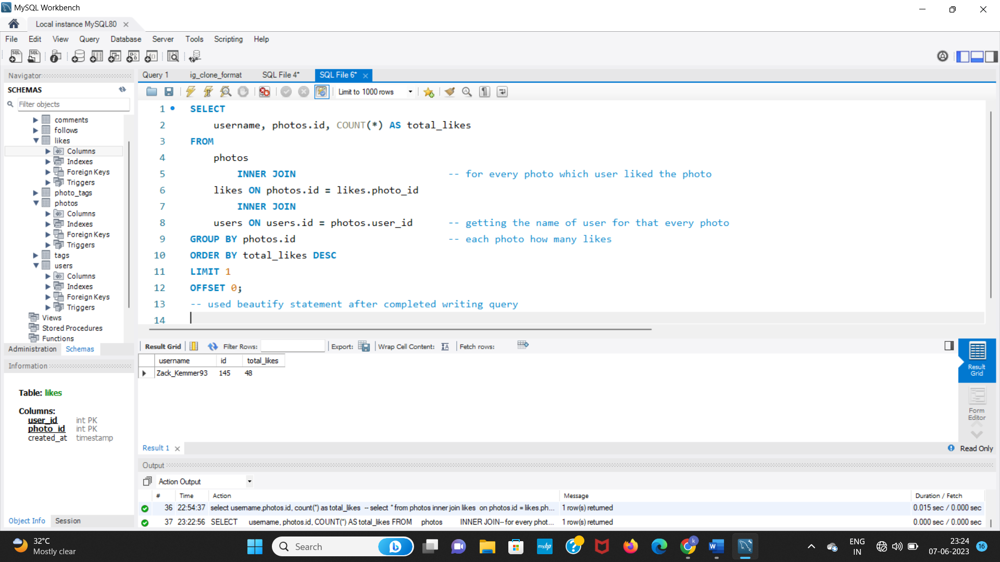 MySQL Workbench
Local instance MySQL80
File Edit View Query Database Server Tools Scripting Help
Navigator
SCHEMAS
Filter objects
comments
follows
likes
Columns
Indexes
Foreign Keys
Triggers
photo_tags
photos
Columns
Indexes
Foreign Keys
Triggers
tags
users
Columns
Indexes
Foreign Keys
Triggers
Views
Stored Procedures
Functions
Administration Schemas
Information
Table: likes
Columns:
user_id int PK
photo_id int PK
created_at timestamp
Object Info Session
Query 1 ig_clone_format SQL File 4* SQL File 6*
Limit to 1000 rows
1 SELECT
2 username, photos.id, COUNT(*) AS total_likes
3 FROM
4 photos
5 INNER JOIN -- for every photo which user liked the photo
6 likes ON photos.id = likes.photo_id
7 INNER JOIN
8 users ON users.id = photos.user_id -- getting the name of user for that every photo
9 GROUP BY photos.id -- each photo how many likes
10 ORDER BY total_likes DESC
11 LIMIT 1
12 OFFSET 0;
13 -- used beautify statement after completed writing query
14
Result Grid Filter Rows: Export: Wrap Cell Content: Fetch rows:
username id total_likes
Zack_Kemmer93 145 48
Result Grid
Form Editor
Result 1
Read Only
Output
Action Output
# Time Action Message Duration / Fetch
36 22:54:37 select username,photos.id, count(*) as total_likes -- select * from photos inner join likes on photos.id = likes.ph... 1 row(s) returned 0.015 sec / 0.000 sec
37 23:22:56 SELECT username, photos.id, COUNT(*) AS total_likes FROM photos INNER JOIN-- for every phot... 1 row(s) returned 0.000 sec / 0.000 sec
32°C
Mostly clear
Search
myhp
ENG
IN
23:24
07-06-2023
16